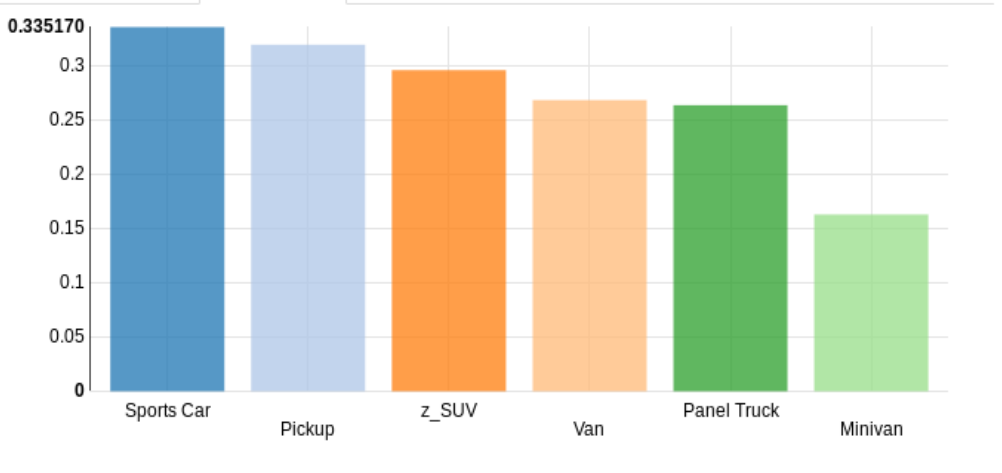 0.335170
0.3
0.25
0.2
0.15
0.1
0.05
0
Sports Car
Pickup
z_SUV
Van
Panel Truck
Minivan